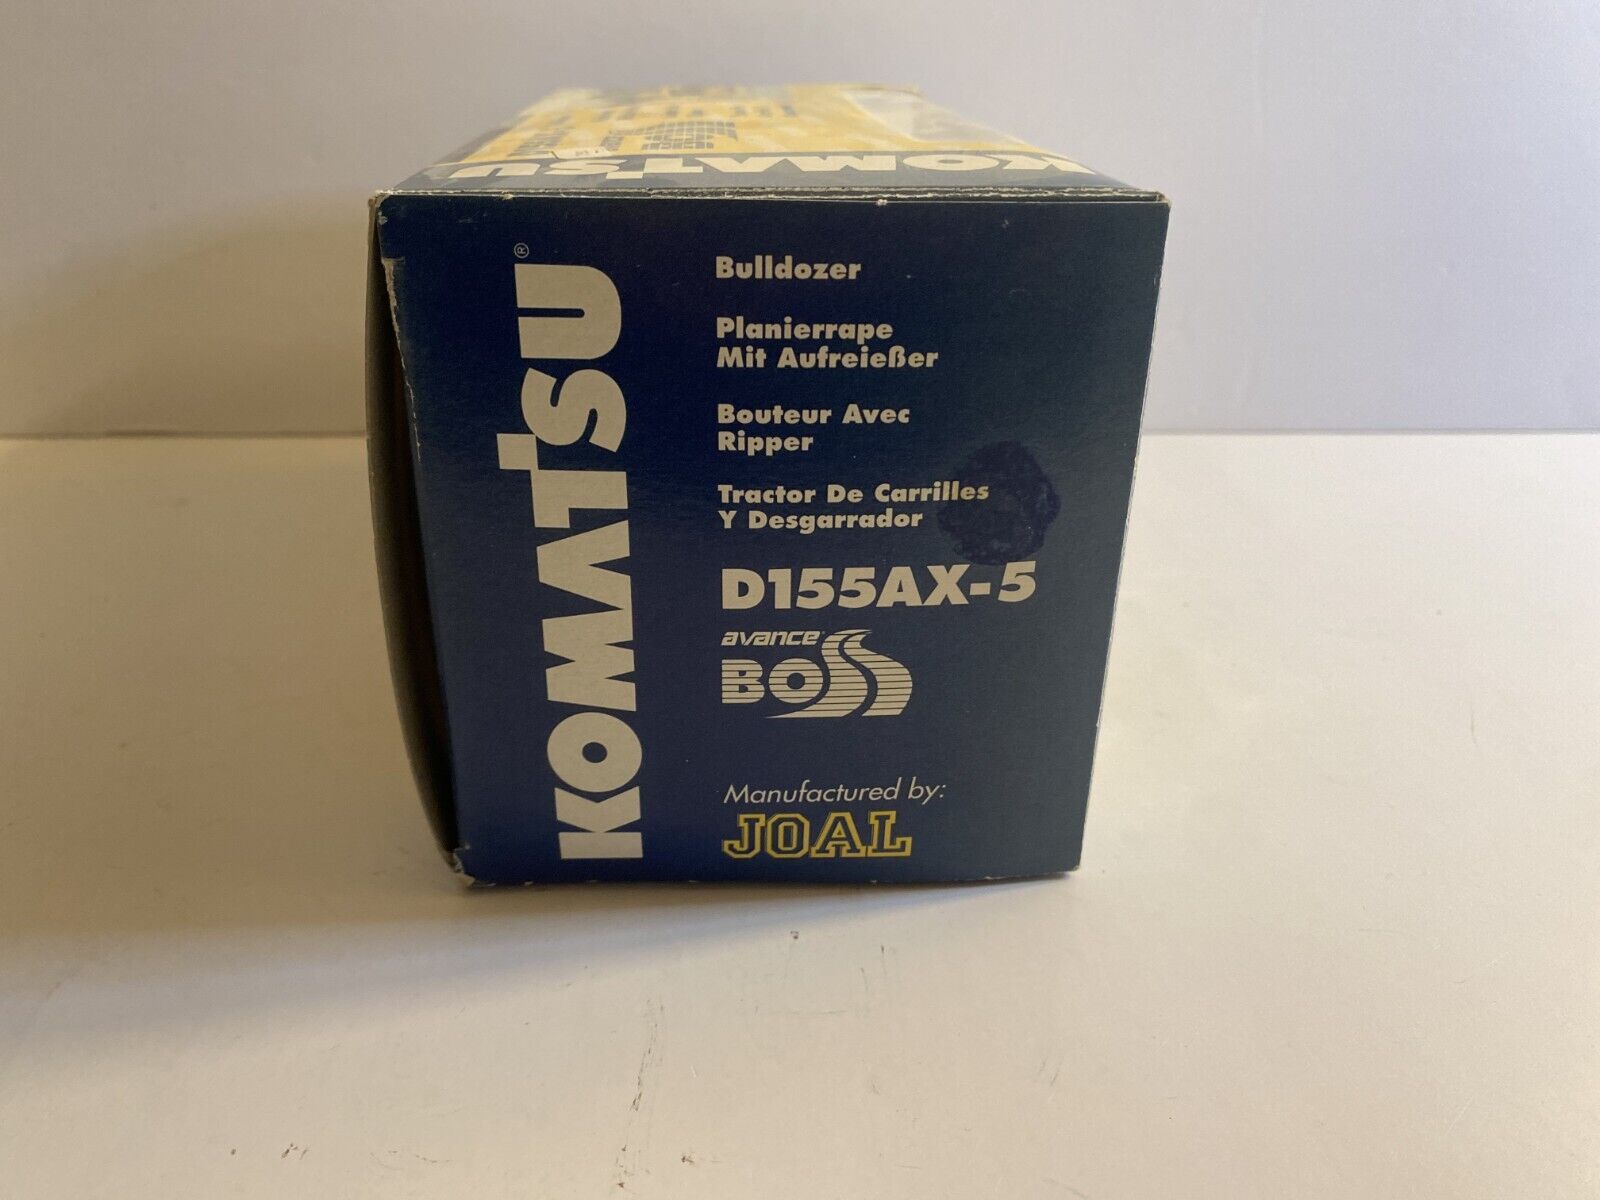 KOMATSU
KOMATSU®
Bulldozer
Planierrape
Mit Aufreießer
Bouteur Avec
Ripper
Tractor De Carrilles
Y Desgarrador
D155AX-5
avance
BOSS
Manufactured by:
JOAL